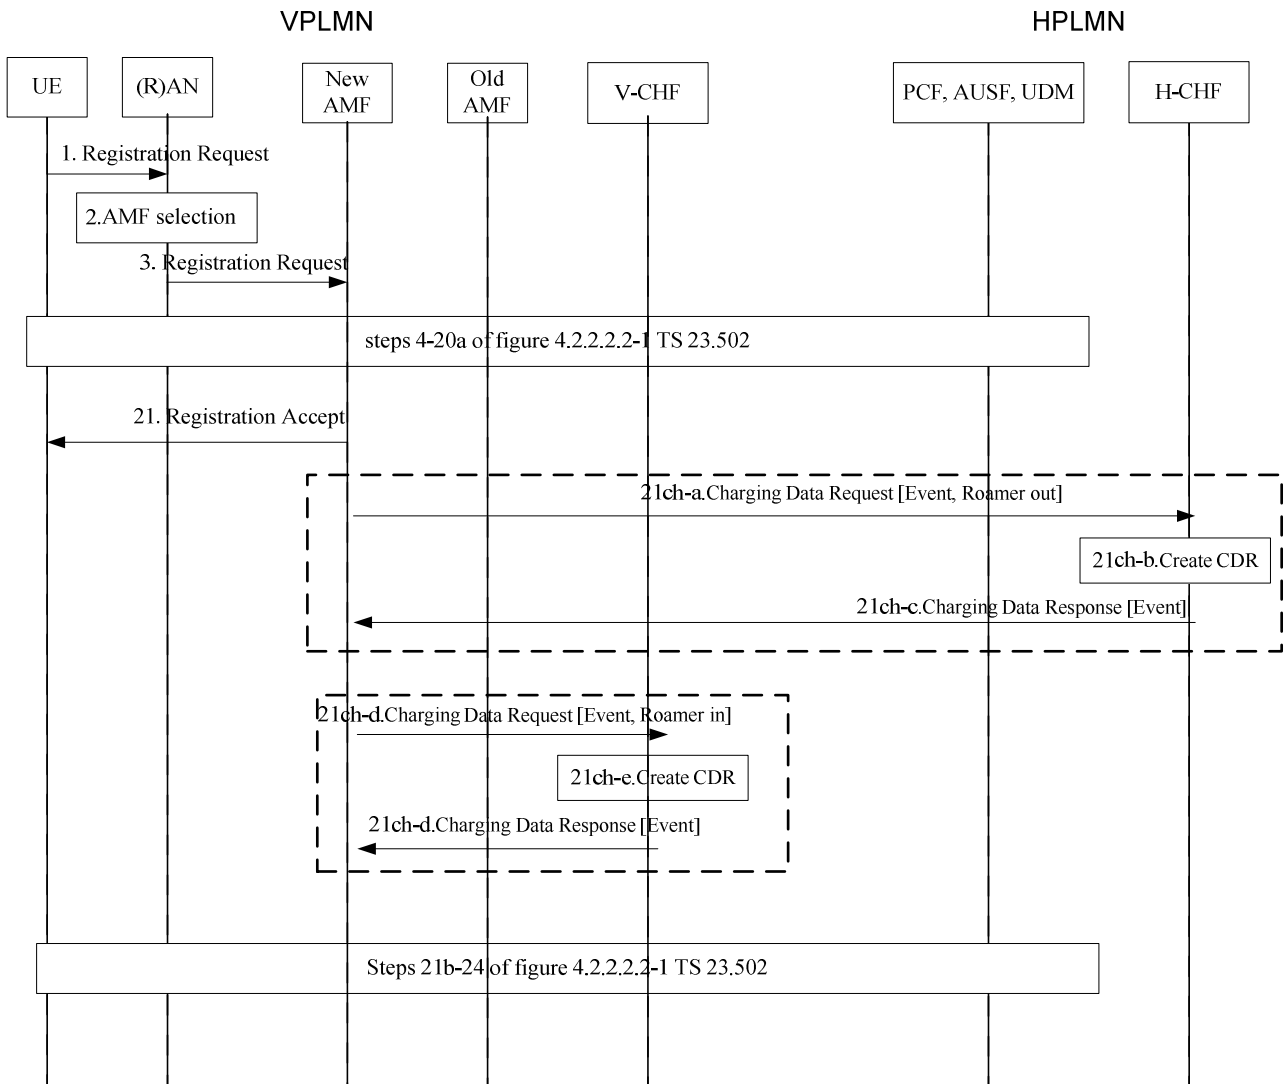 VPLMN
HPLMN
UE
(R)AN
New
AMF
Old
AMF
V-CHF
PCF, AUSF, UDM
H-CHF
1. Registration Request
2.AMF selection
3. Registration Request
steps 4-20a of figure 4.2.2.2.2-1 TS 23.502
21. Registration Accept
21ch-a.Charging Data Request [Event, Roamer out]
21ch-b.Create CDR
21ch-c.Charging Data Response [Event]
21ch-d.Charging Data Request [Event, Roamer in]
21ch-e.Create CDR
21ch-d.Charging Data Response [Event]
Steps 21b-24 of figure 4.2.2.2.2-1 TS 23.502